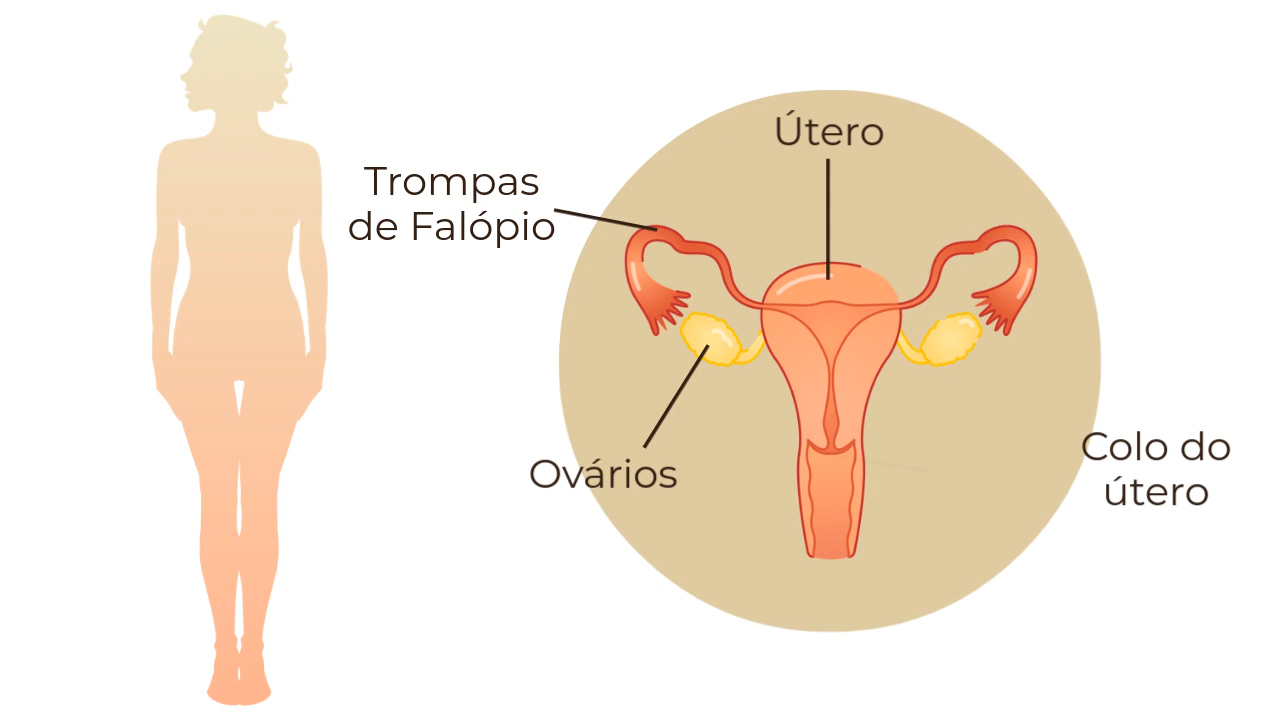 Útero
Trompas
de Falópio
Ovários
Colo do
útero